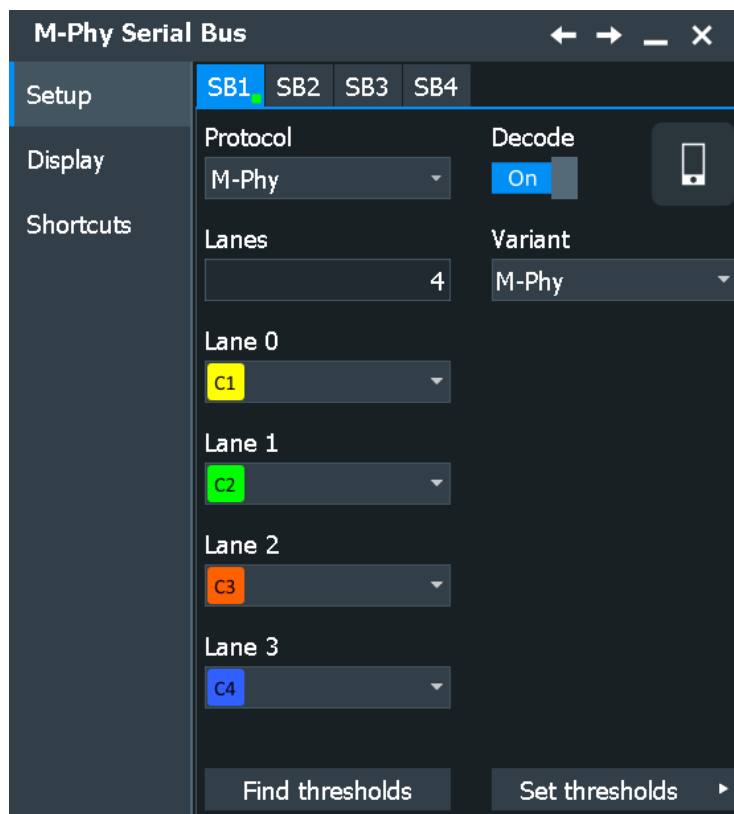 M-Phy Serial Bus
Setup
Display
Shortcuts
SB1 SB2 SB3 SB4
Protocol
M-Phy
Decode
On
Lanes
4
Variant
M-Phy
Lane 0
C1
Lane 1
C2
Lane 2
C3
Lane 3
C4
Find thresholds
Set thresholds